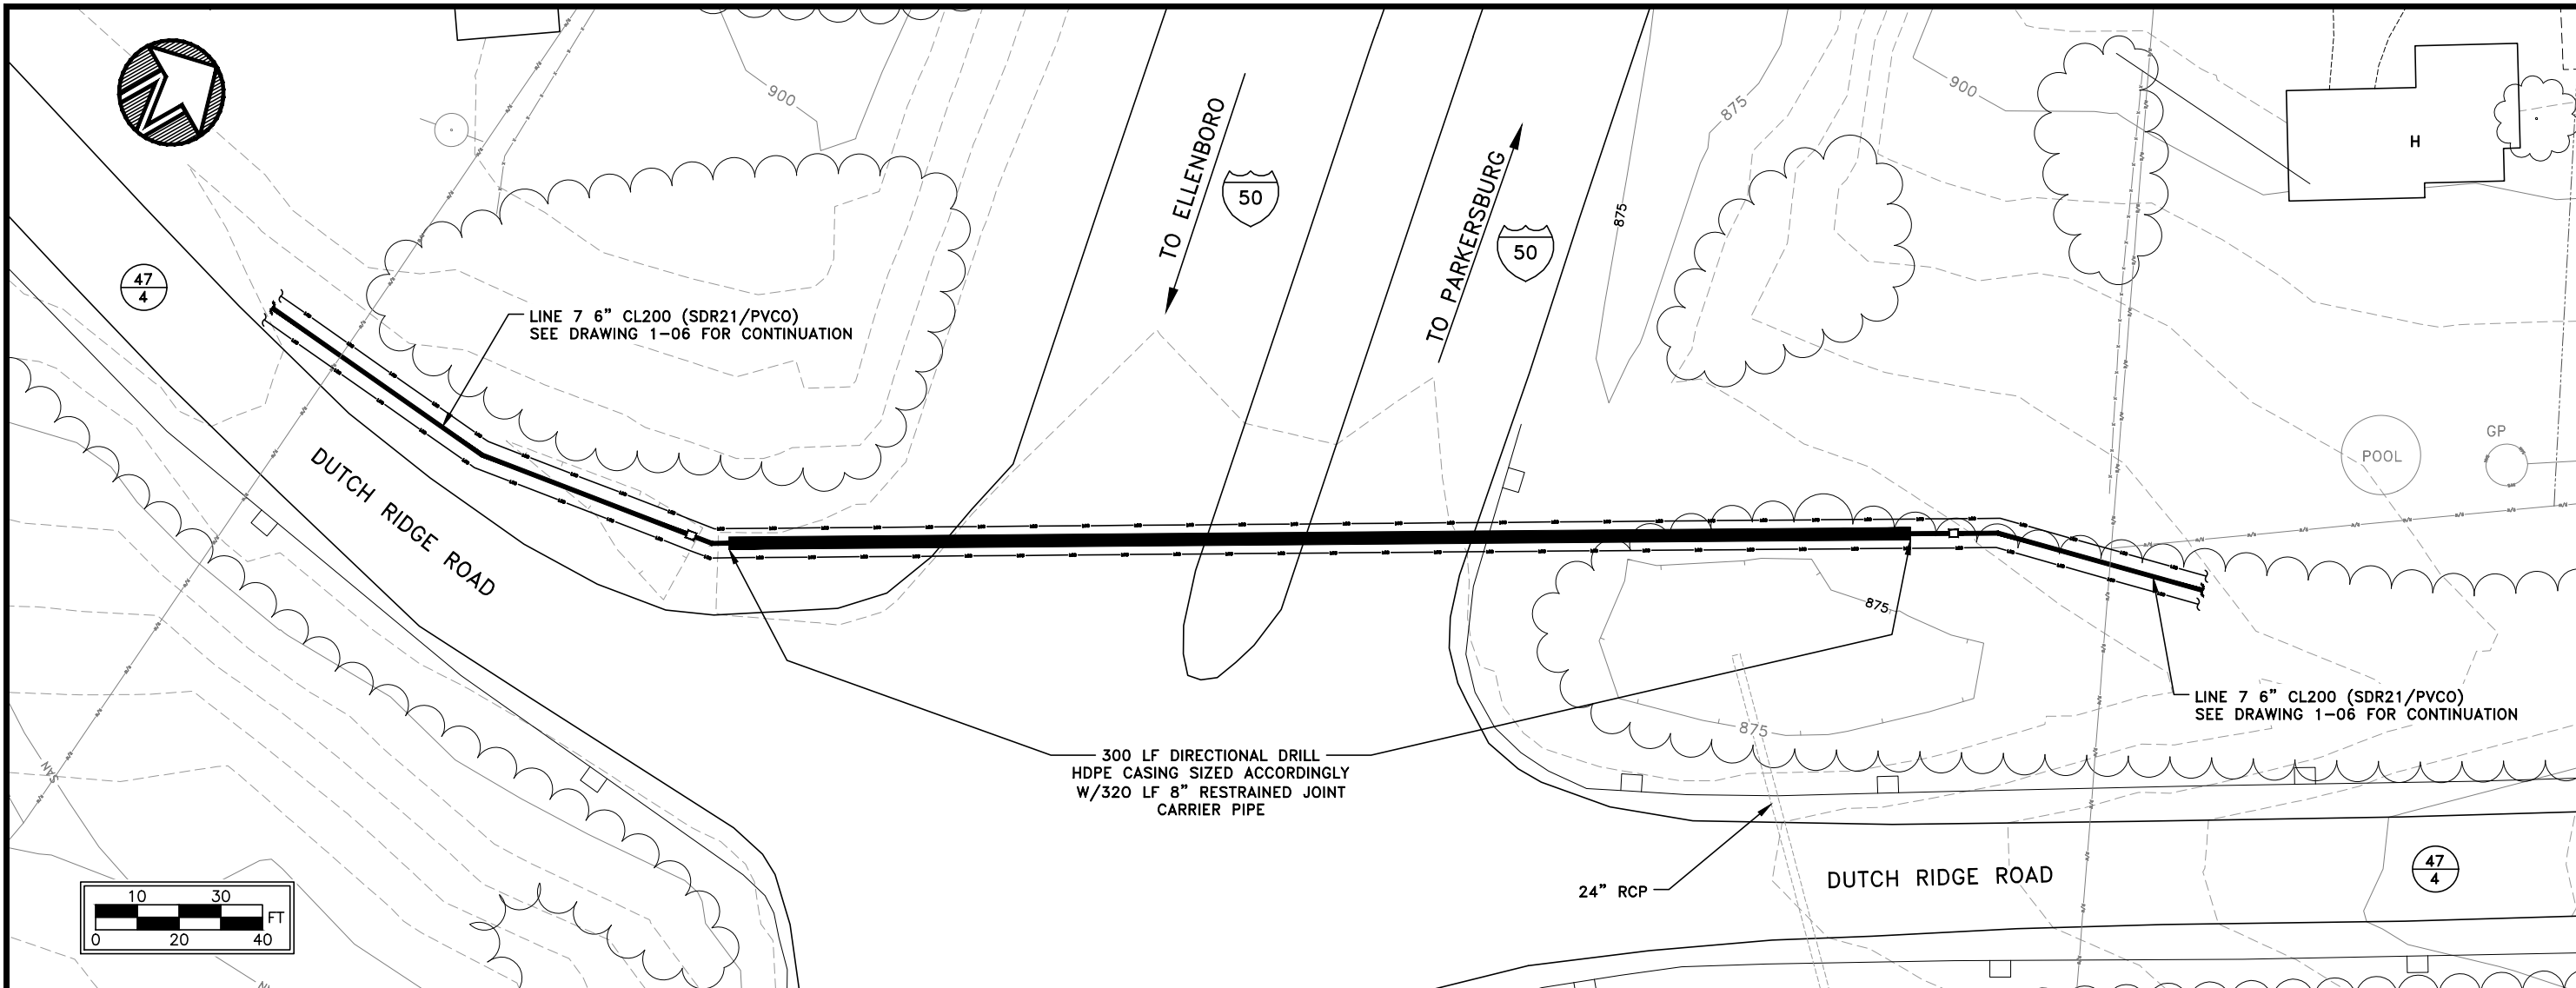 900
875
900
H
TO ELLENBORO
50
TO PARKERSBURG
50
875
47
4
LINE 7 6" CL200 (SDR21/PVCO)
SEE DRAWING 1-06 FOR CONTINUATION
DUTCH RIDGE ROAD
GP
POOL
875
875
LINE 7 6" CL200 (SDR21/PVCO)
SEE DRAWING 1-06 FOR CONTINUATION
300 LF DIRECTIONAL DRILL
HDPE CASING SIZED ACCORDINGLY
W/320 LF 8" RESTRAINED JOINT
CARRIER PIPE
SAN
24" RCP
DUTCH RIDGE ROAD
47
4
10 30
FT
0 20 40